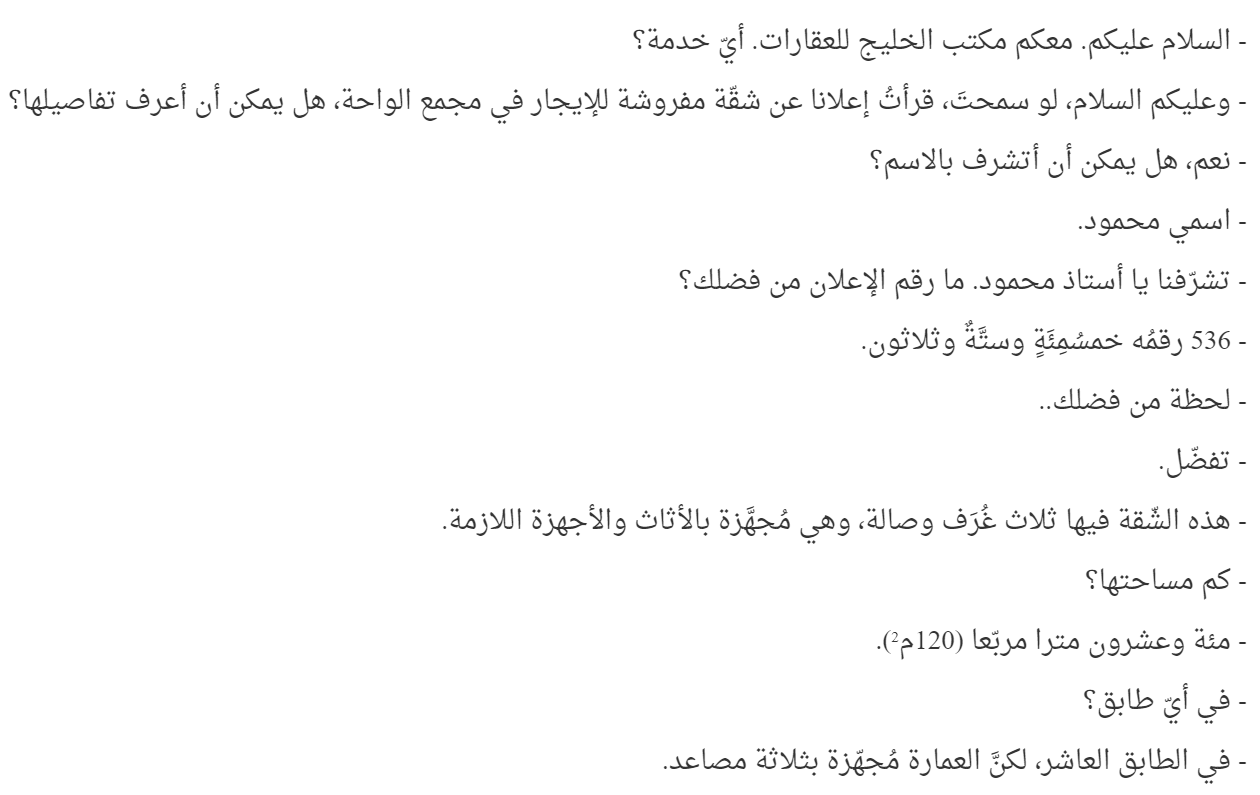 - السلام عليكم. معكم مكتب الخليج للعقارات. أيّ خدمة؟
- وعليكم السلام، لو سمحتَ، قرأتُ إعلانا عن شقّة مفروشة للإيجار في مجمع الواحة، هل يمكن أن أعرف تفاصيلها؟
- نعم، هل يمكن أن أتشرف بالاسم؟
- اسمي محمود.
- تشرّفنا يا أستاذ محمود. ما رقم الإعلان من فضلك؟
- 536 رقمُه خمسُمِئَةٍ وستَّةٌ وثلاثون.
- لحظة من فضلك..
- تفضّل.
- هذه الشّقة فيها ثلاث غُرَف وصالة، وهي مُجهَّزة بالأثاث والأجهزة اللازمة.
- كم مساحتها؟
- مئة وعشرون مترا مربّعا (120م²).
- في أيّ طابق؟
- في الطابق العاشر، لكنَّ العمارة مُجهّزة بثلاثة مصاعد.